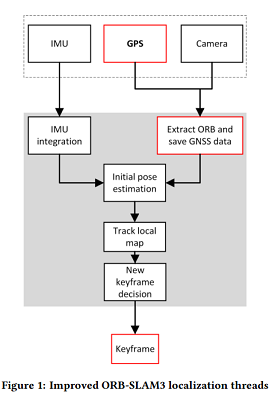 IMU
GPS
Camera
IMU
integration
Extract ORB and
save GNSS data
Initial pose
estimation
Track local
map
New
keyframe
decision
Keyframe
Figure 1: Improved ORB-SLAM3 localization threads